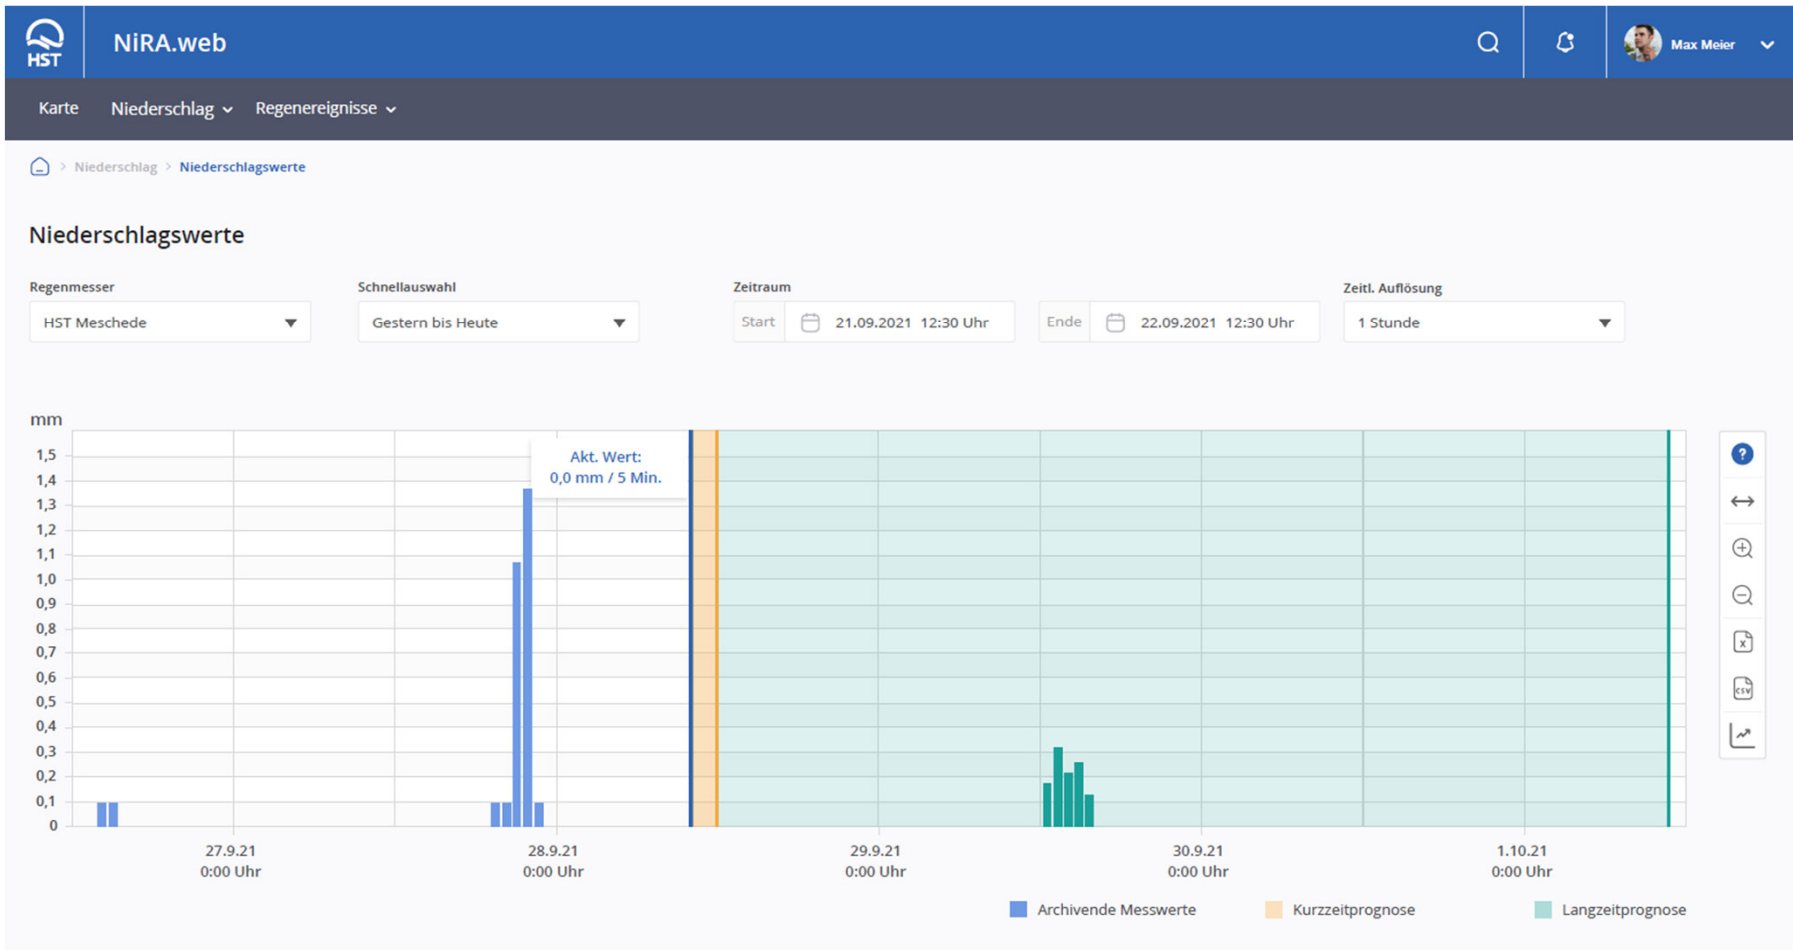 HST
NiRA.web
Max Meier
Karte
Niederschlag
Regenereignisse
Niederschlag > Niederschlagswerte
Niederschlagswerte
Regenmesser
Schnellauswahl
Zeitraum
Zeitl. Auflösung
HST Meschede
Gestern bis Heute
Start
21.09.2021 12:30 Uhr
Ende
22.09.2021 12:30 Uhr
1 Stunde
mm
Akt. Wert:
0,0 mm / 5 Min.
1,5
1,4
1,3
1,2
1,1
1,0
0,9
0,8
0,7
0,6
0,5
0,4
0,3
0,2
0,1
0
?
X
CSV
27.9.21
0:00 Uhr
28.9.21
0:00 Uhr
29.9.21
0:00 Uhr
30.9.21
0:00 Uhr
1.10.21
0:00 Uhr
Archivende Messwerte
Kurzzeitprognose
Langzeitprognose